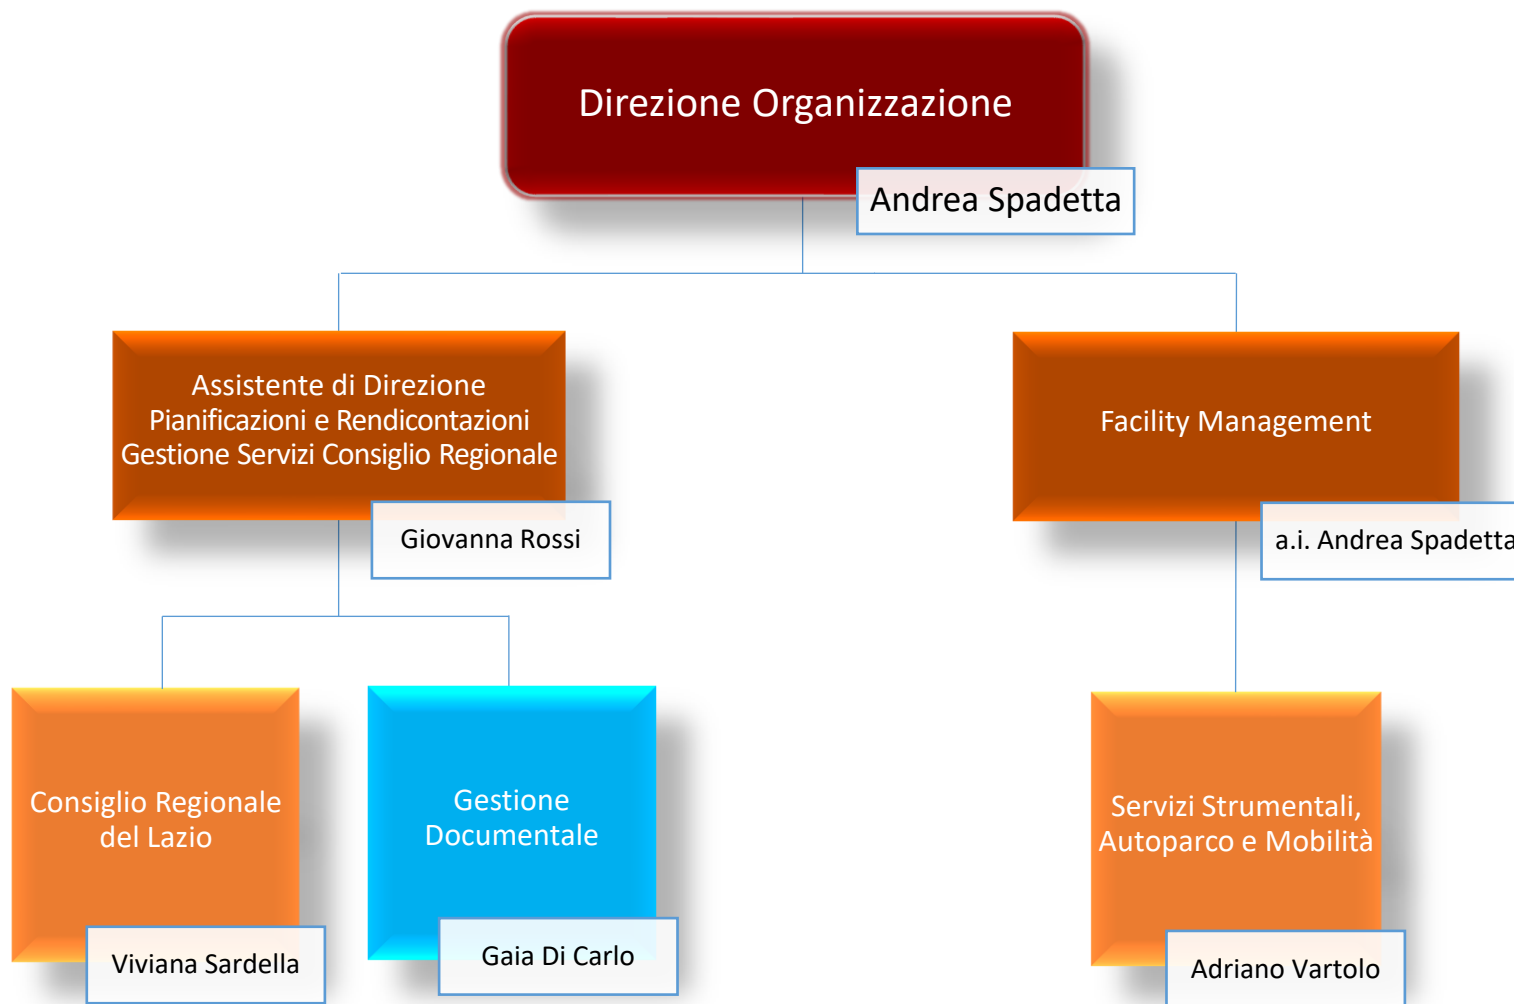 Direzione Organizzazione
Andrea Spadetta
Assistente di Direzione
Pianificazioni e Rendicontazioni
Gestione Servizi Consiglio Regionale
Giovanna Rossi
Facility Management
a.i. Andrea Spadetta
Consiglio Regionale
del Lazio
Viviana Sardella
Gestione
Documentale
Gaia Di Carlo
Servizi Strumentali,
Autoparco e Mobilità
Adriano Vartolo